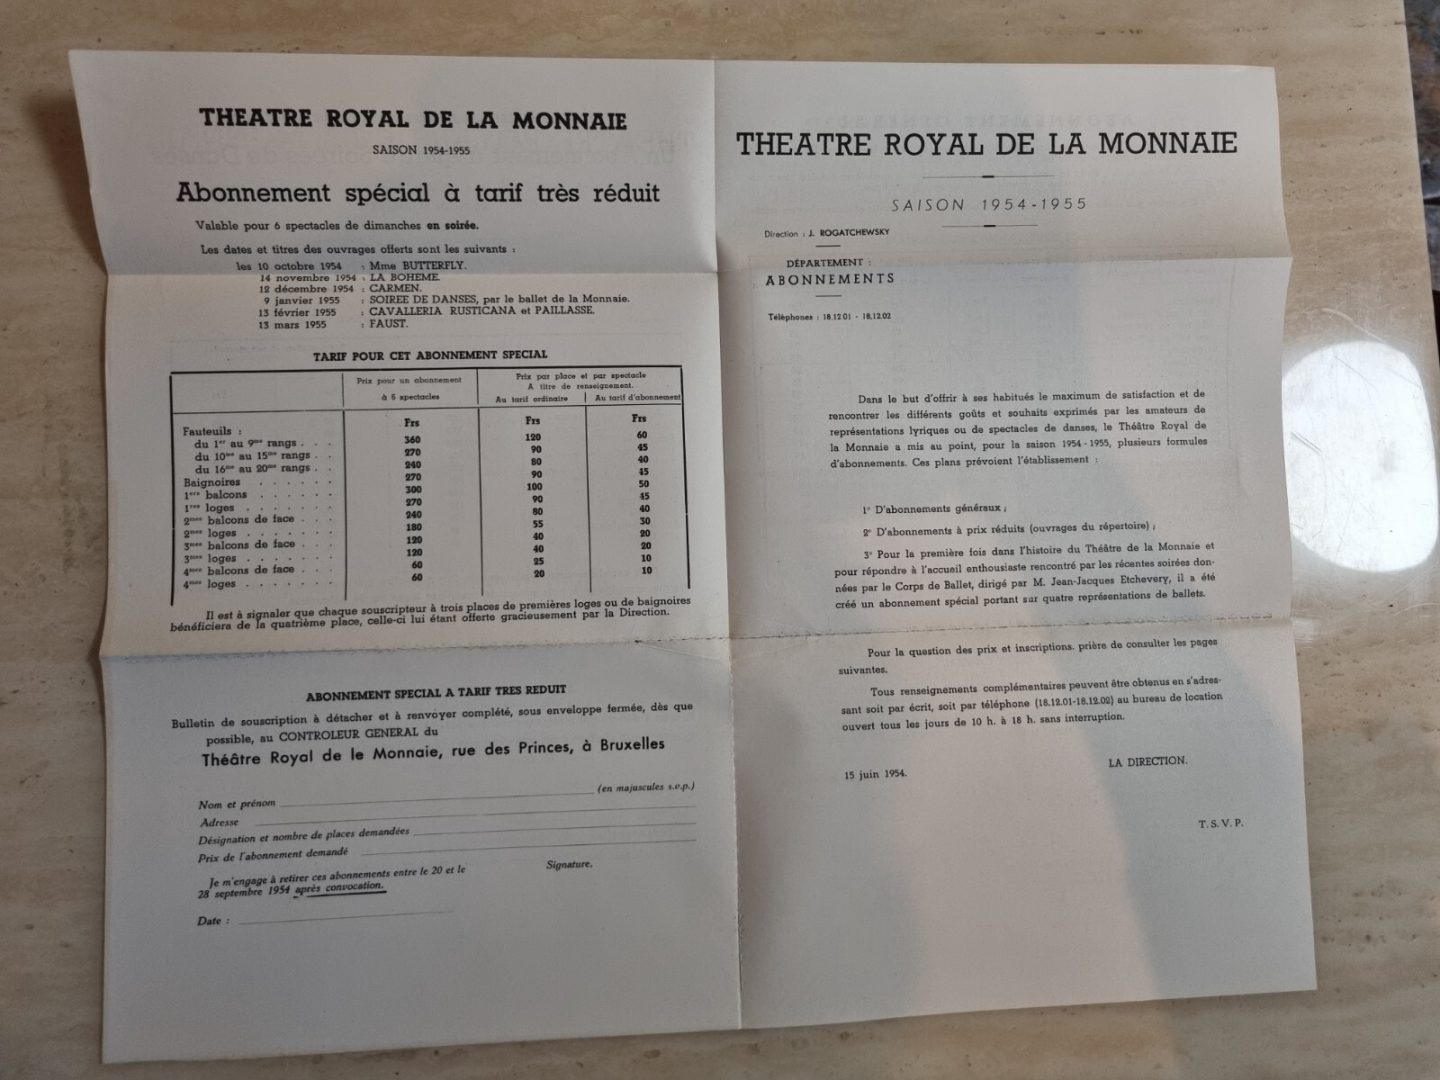 THEATRE ROYAL DE LA MONNAIE
SAISON 1954-1955
Abonnement spécial à tarif très réduit
Valable pour 6 spectacles de dimanches en soirée.
Les dates et titres des ouvrages offerts sont les suivants :
les 10 octobre 1954 : Mme BUTTERFLY.
14 novembre 1954 : LA BOHEME.
12 décembre 1954 : CARMEN.
9 janvier 1955 : SOIREE DE DANSES, par le ballet de la Monnaie.
13 février 1955 : CAVALLERIA RUSTICANA et PAILLASSE.
13 mars 1955 : FAUST.
TARIF POUR CET ABONNEMENT SPECIAL
Prix pour un abonnement
à 6 spectacles
Prix par place et par spectacle
A titre de renseignement.
Au tarif ordinaire Au tarif d'abonnement
Frs Frs Frs
Fauteuils :
du 1er au 9me rangs . . . 360 120 60
du 10me au 15me rangs . . 270 90 45
du 16me au 20me rangs . . 240 80 40
Baignoires . . . . . . 270 90 45
1ers balcons . . . . . . 300 100 50
1res loges . . . . . . . 270 90 45
2mes balcons de face . . . 240 80 40
2mes loges . . . . . . . 180 55 30
3mes balcons de face . . . 120 40 20
3mes loges . . . . . . . 120 40 20
4mes balcons de face . . . 60 25 10
4mes loges . . . . . . . 60 20 10
Il est à signaler que chaque souscripteur à trois places de premières loges ou de baignoires
bénéficiera de la quatrième place, celle-ci lui étant offerte gracieusement par la Direction.
ABONNEMENT SPECIAL A TARIF TRES REDUIT
Bulletin de souscription à détacher et à renvoyer complété, sous enveloppe fermée, dès que
possible, au CONTROLEUR GENERAL du
Théâtre Royal de le Monnaie, rue des Princes, à Bruxelles
(en majuscules s.v.p.)
Nom et prénom
Adresse
Désignation et nombre de places demandées
Prix de l'abonnement demandé
Je m'engage à retirer ces abonnements entre le 20 et le
28 septembre 1954 après convocation.
Signature.
Date :
THEATRE ROYAL DE LA MONNAIE
SAISON 1954-1955
Direction : J. ROGATCHEWSKY
DÉPARTEMENT :
ABONNEMENTS
Téléphones : 18.12 01 - 18.12.02
Dans le but d'offrir à ses habitués le maximum de satisfaction et de
rencontrer les différents goûts et souhaits exprimés par les amateurs de
représentations lyriques ou de spectacles de danses, le Théâtre Royal de
la Monnaie a mis au point, pour la saison 1954-1955, plusieurs formules
d'abonnements. Ces plans prévoient l'établissement :
1° D'abonnements généraux ;
2° D'abonnements à prix réduits (ouvrages du répertoire) ;
3° Pour la première fois dans l'histoire du Théâtre de la Monnaie et
pour répondre à l'accueil enthousiaste rencontré par les récentes soirées don-
nées par le Corps de Ballet, dirigé par M. Jean-Jacques Etchevery, il a été
créé un abonnement spécial portant sur quatre représentations de ballets.
Pour la question des prix et inscriptions. prière de consulter les pages
suivantes.
Tous renseignements complémentaires peuvent être obtenus en s'adres-
sant soit par écrit, soit par téléphone (18.12.01-18.12.02) au bureau de location
ouvert tous les jours de 10 h. à 18 h. sans interruption.
LA DIRECTION.
15 juin 1954.
T. S. V. P.